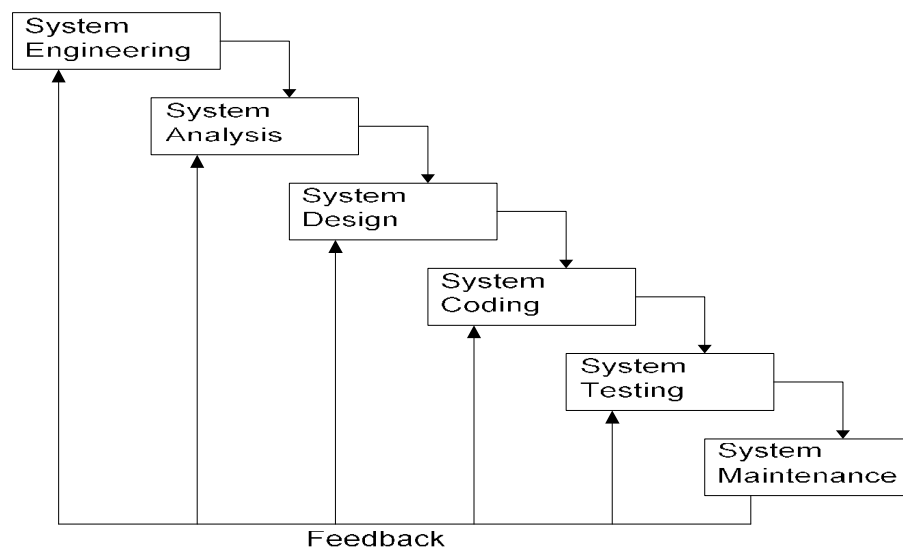 System
Engineering
System
Analysis
System
Design
System
Coding
System
Testing
System
Maintenance
Feedback